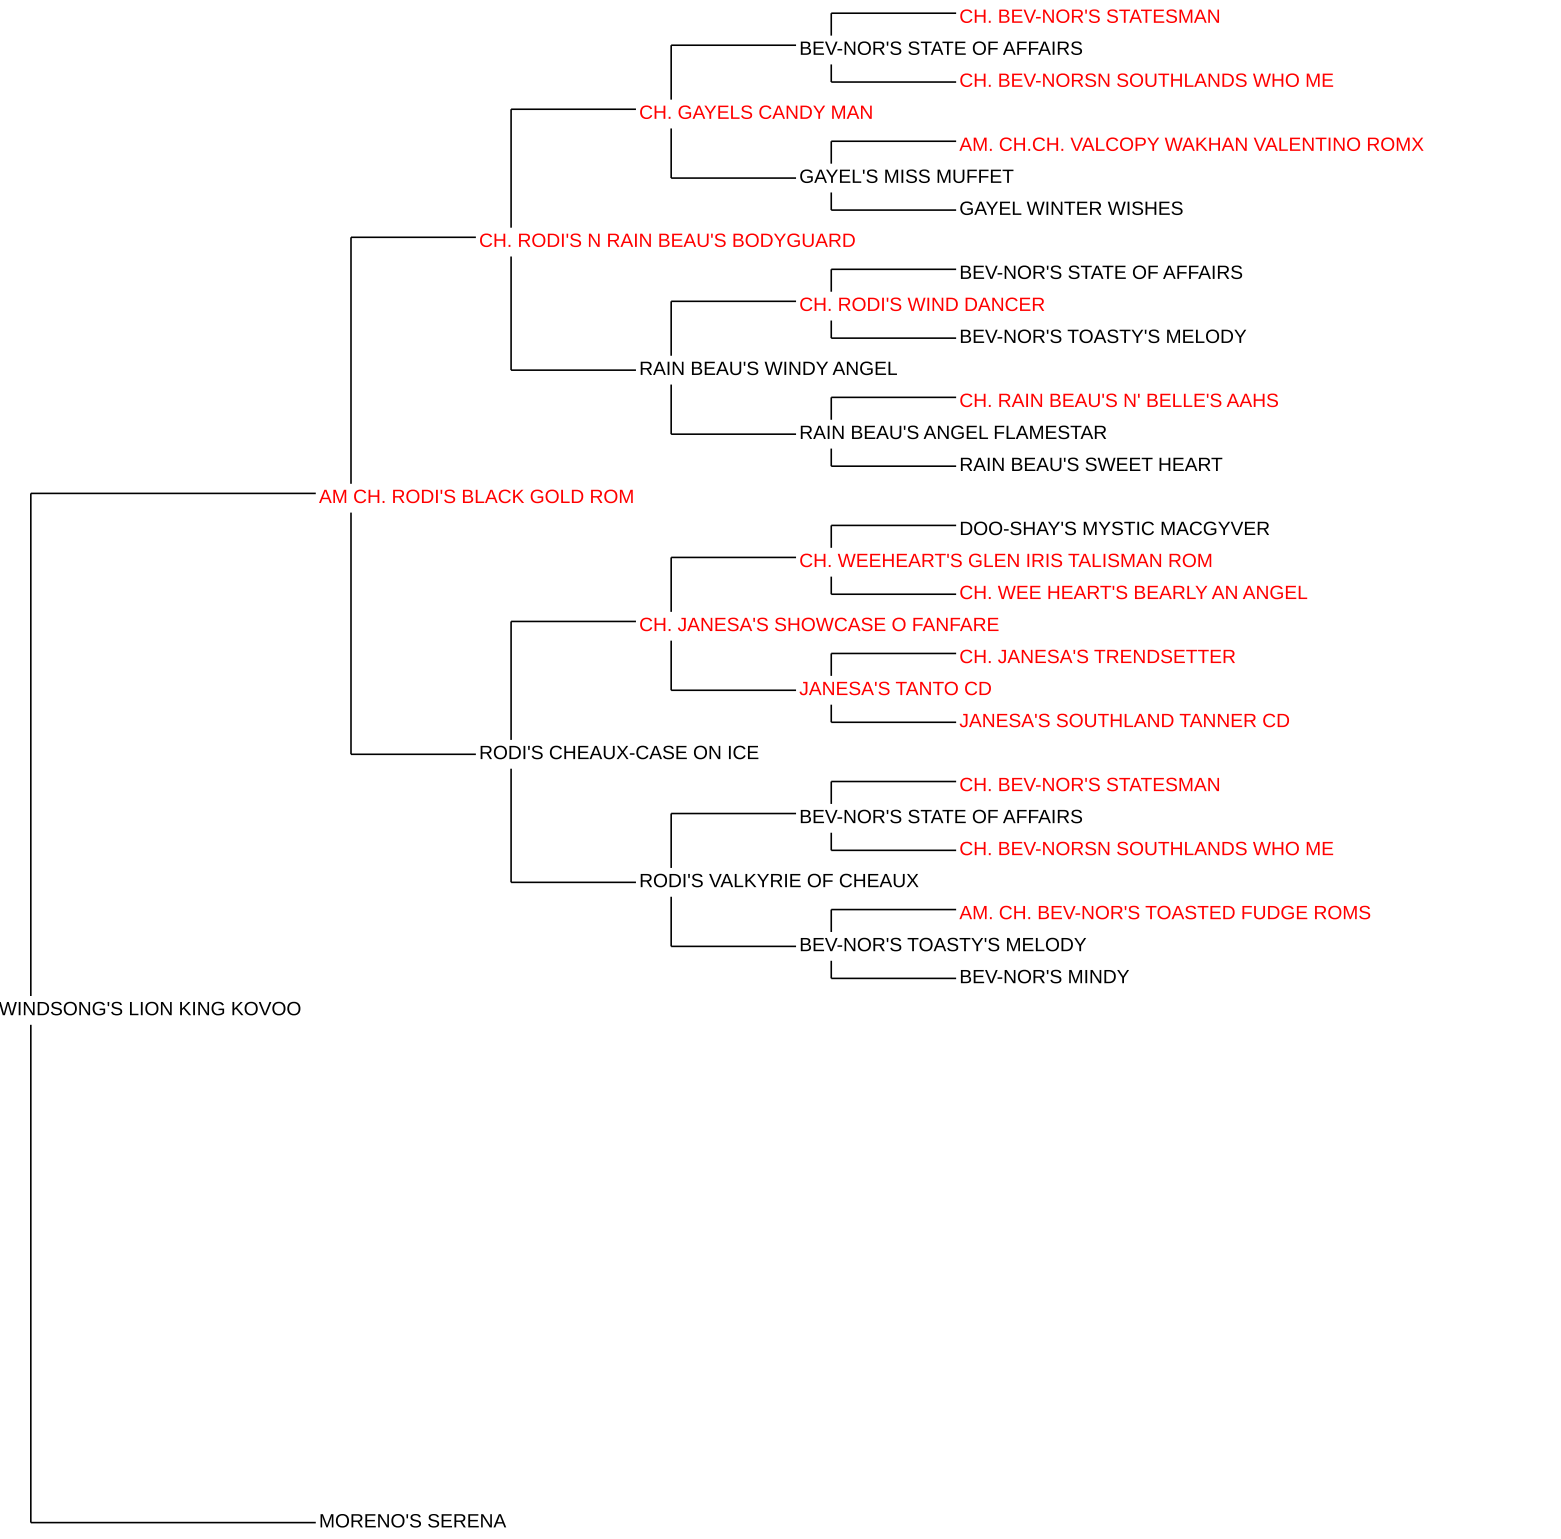 CH. BEV-NOR'S STATESMAN
BEV-NOR'S STATE OF AFFAIRS
CH. BEV-NORSN SOUTHLANDS WHO ME
CH. GAYELS CANDY MAN
AM. CH.CH. VALCOPY WAKHAN VALENTINO ROMX
GAYEL'S MISS MUFFET
GAYEL WINTER WISHES
CH. RODI'S N RAIN BEAU'S BODYGUARD
BEV-NOR'S STATE OF AFFAIRS
CH. RODI'S WIND DANCER
BEV-NOR'S TOASTY'S MELODY
RAIN BEAU'S WINDY ANGEL
CH. RAIN BEAU'S N' BELLE'S AAHS
RAIN BEAU'S ANGEL FLAMESTAR
RAIN BEAU'S SWEET HEART
AM CH. RODI'S BLACK GOLD ROM
DOO-SHAY'S MYSTIC MACGYVER
CH. WEEHEART'S GLEN IRIS TALISMAN ROM
CH. WEE HEART'S BEARLY AN ANGEL
CH. JANESA'S SHOWCASE O FANFARE
CH. JANESA'S TRENDSETTER
JANESA'S TANTO CD
JANESA'S SOUTHLAND TANNER CD
RODI'S CHEAUX-CASE ON ICE
CH. BEV-NOR'S STATESMAN
BEV-NOR'S STATE OF AFFAIRS
CH. BEV-NORSN SOUTHLANDS WHO ME
RODI'S VALKYRIE OF CHEAUX
AM. CH. BEV-NOR'S TOASTED FUDGE ROMS
BEV-NOR'S TOASTY'S MELODY
BEV-NOR'S MINDY
WINDSONG'S LION KING KOVOO
MORENO'S SERENA